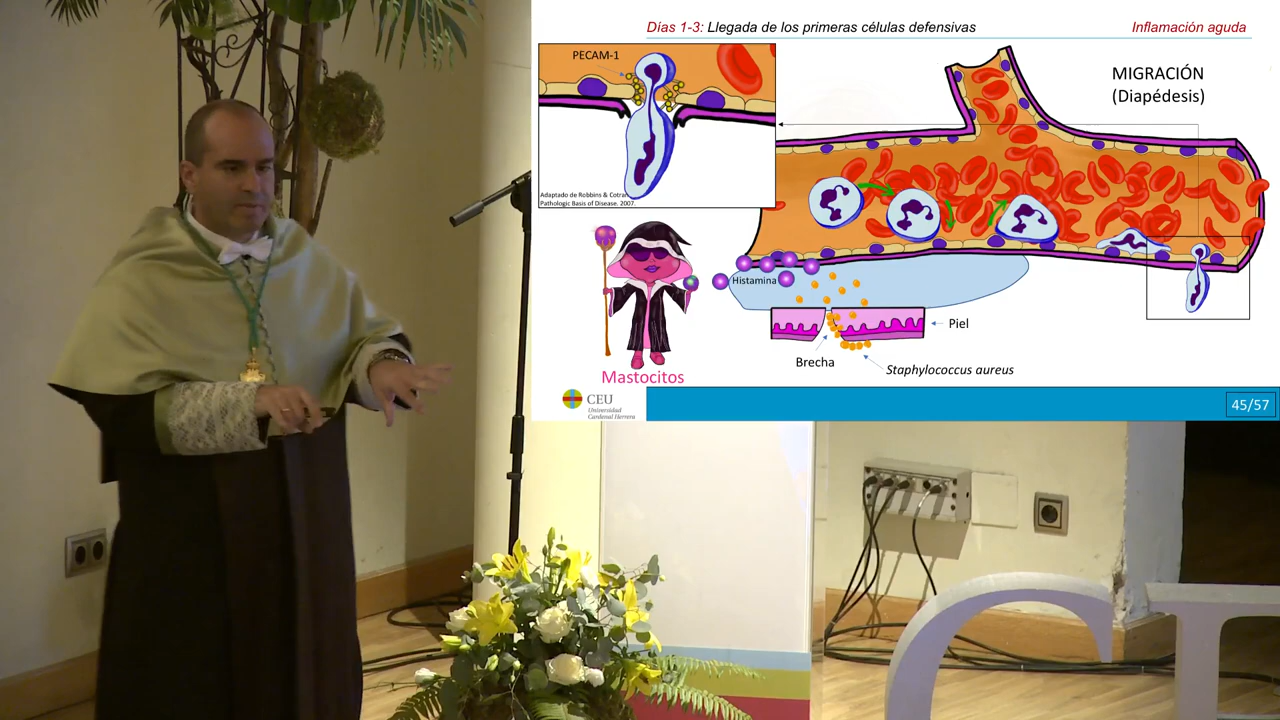 Días 1-3: Llegada de los primeras células defensivas
Inflamación aguda
PECAM-1
MIGRACIÓN
(Diapédesis)
Adaptado de Robbins & Cotran
Pathologic Basis of Disease. 2007.
Histamina
Piel
Brecha
Staphylococcus aureus
Mastocitos
CEU
Universidad
Cardenal Herrera
45/57
CE